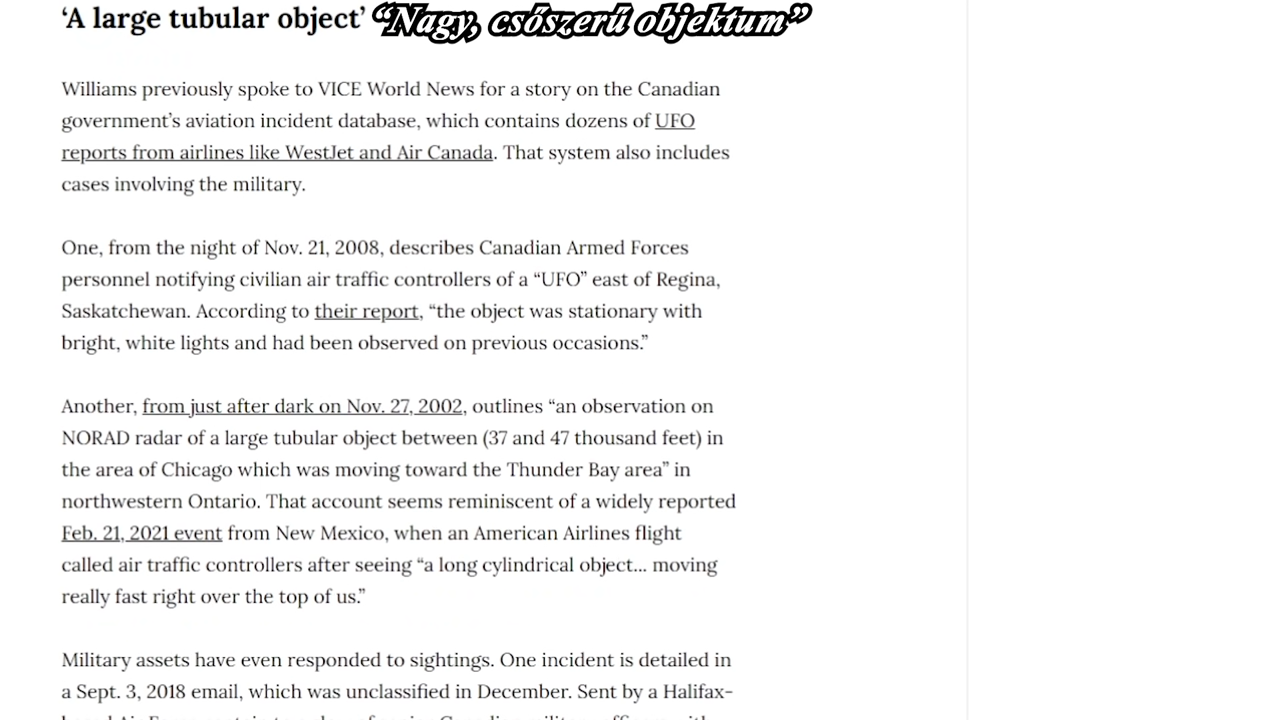 ‘A large tubular object’ “Nagy, csőszerű objektum”
Williams previously spoke to VICE World News for a story on the Canadian
government’s aviation incident database, which contains dozens of UFO
reports from airlines like WestJet and Air Canada. That system also includes
cases involving the military.
One, from the night of Nov. 21, 2008, describes Canadian Armed Forces
personnel notifying civilian air traffic controllers of a “UFO” east of Regina,
Saskatchewan. According to their report, “the object was stationary with
bright, white lights and had been observed on previous occasions.”
Another, from just after dark on Nov. 27, 2002, outlines “an observation on
NORAD radar of a large tubular object between (37 and 47 thousand feet) in
the area of Chicago which was moving toward the Thunder Bay area” in
northwestern Ontario. That account seems reminiscent of a widely reported
Feb. 21, 2021 event from New Mexico, when an American Airlines flight
called air traffic controllers after seeing “a long cylindrical object... moving
really fast right over the top of us.”
Military assets have even responded to sightings. One incident is detailed in
a Sept. 3, 2018 email, which was unclassified in December. Sent by a Halifax-